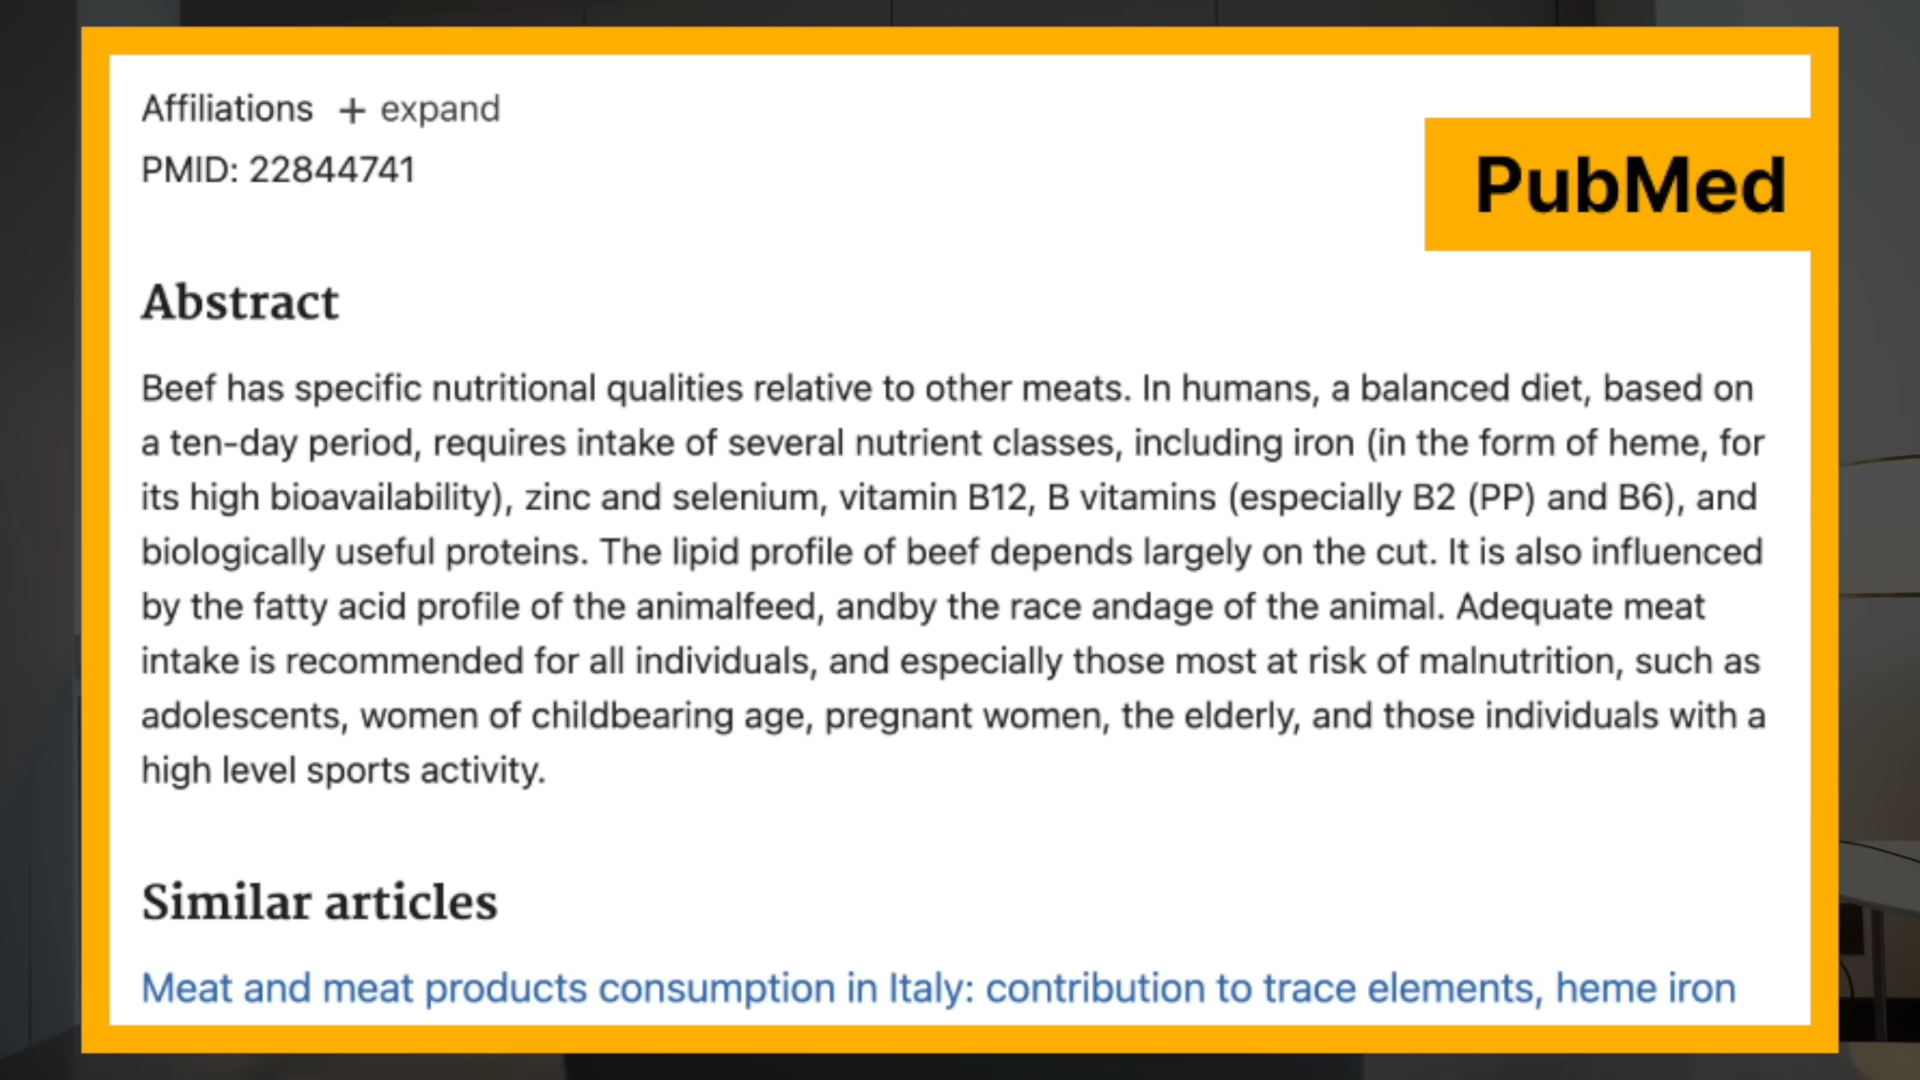 Affiliations + expand
PMID: 22844741
PubMed
Abstract
Beef has specific nutritional qualities relative to other meats. In humans, a balanced diet, based on
a ten-day period, requires intake of several nutrient classes, including iron (in the form of heme, for
its high bioavailability), zinc and selenium, vitamin B12, B vitamins (especially B2 (PP) and B6), and
biologically useful proteins. The lipid profile of beef depends largely on the cut. It is also influenced
by the fatty acid profile of the animalfeed, andby the race andage of the animal. Adequate meat
intake is recommended for all individuals, and especially those most at risk of malnutrition, such as
adolescents, women of childbearing age, pregnant women, the elderly, and those individuals with a
high level sports activity.
Similar articles
Meat and meat products consumption in Italy: contribution to trace elements, heme iron